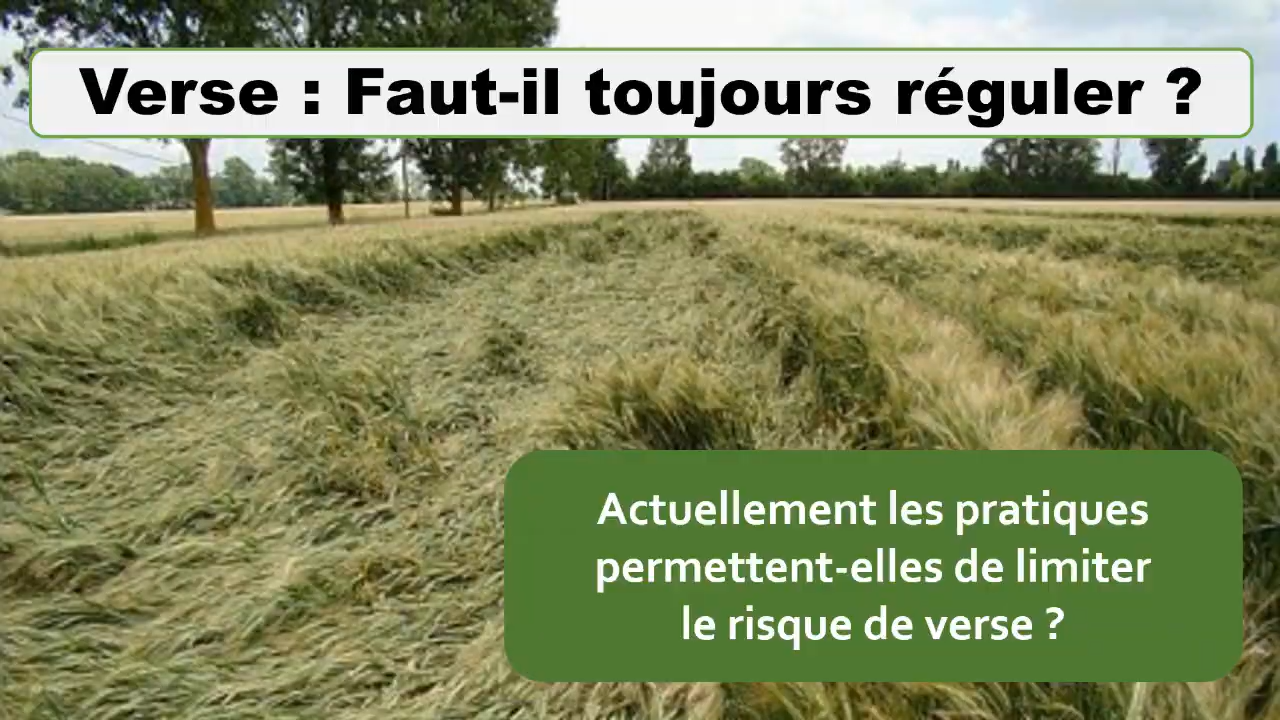 Verse : Faut-il toujours réguler ?
Actuellement les pratiques
permettent-elles de limiter
le risque de verse ?